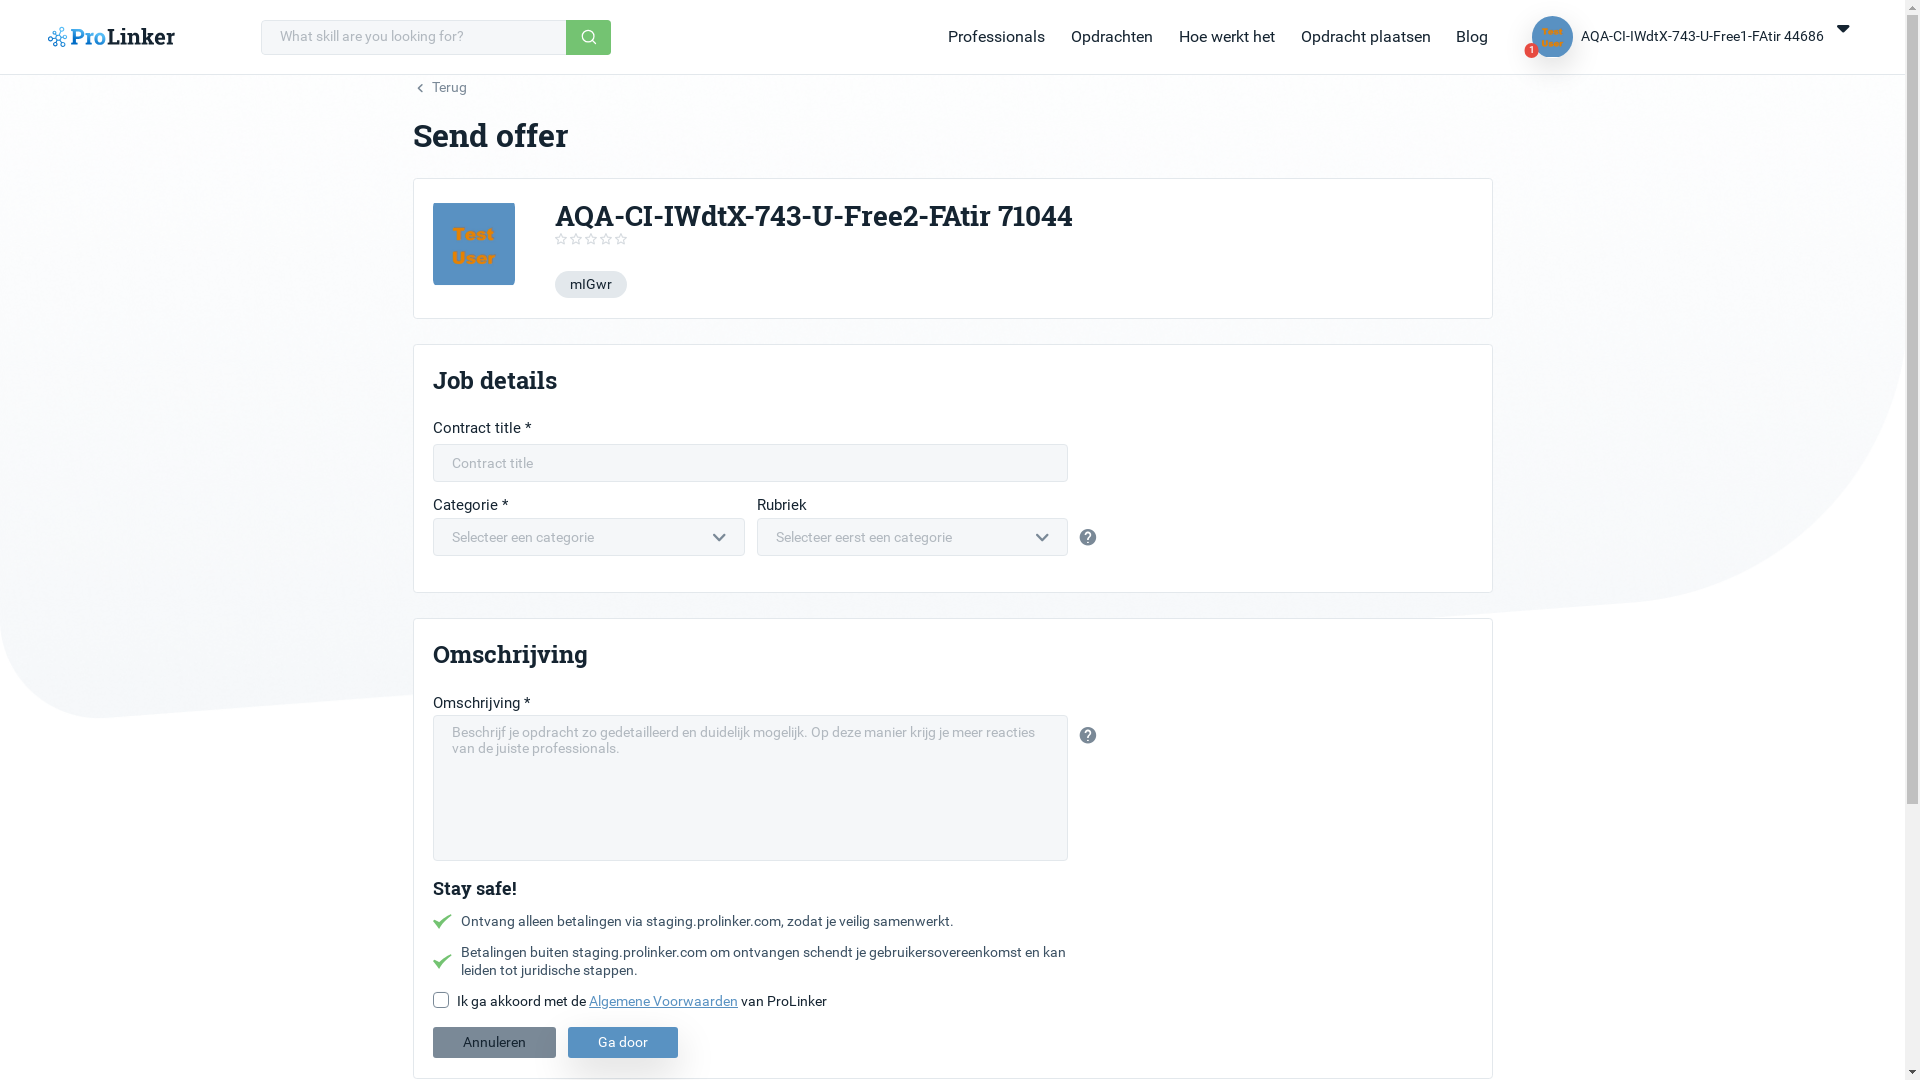 ProLinker
What skill are you looking for?
Professionals
Opdrachten
Hoe werkt het
Opdracht plaatsen
Blog
Test
User
1
AQA-CI-IWdtX-743-U-Free1-FAtir 44686
Terug
Send offer
Test
User
AQA-CI-IWdtX-743-U-Free2-FAtir 71044
mIGwr
Job details
Contract title *
Contract title
Categorie *
Rubriek
Selecteer een categorie
Selecteer eerst een categorie
?
Omschrijving
Omschrijving *
Beschrijf je opdracht zo gedetailleerd en duidelijk mogelijk. Op deze manier krijg je meer reacties
van de juiste professionals.
?
Stay safe!
Ontvang alleen betalingen via staging.prolinker.com, zodat je veilig samenwerkt.
Betalingen buiten staging.prolinker.com om ontvangen schendt je gebruikersovereenkomst en kan
leiden tot juridische stappen.
Ik ga akkoord met de Algemene Voorwaarden van ProLinker
Annuleren
Ga door